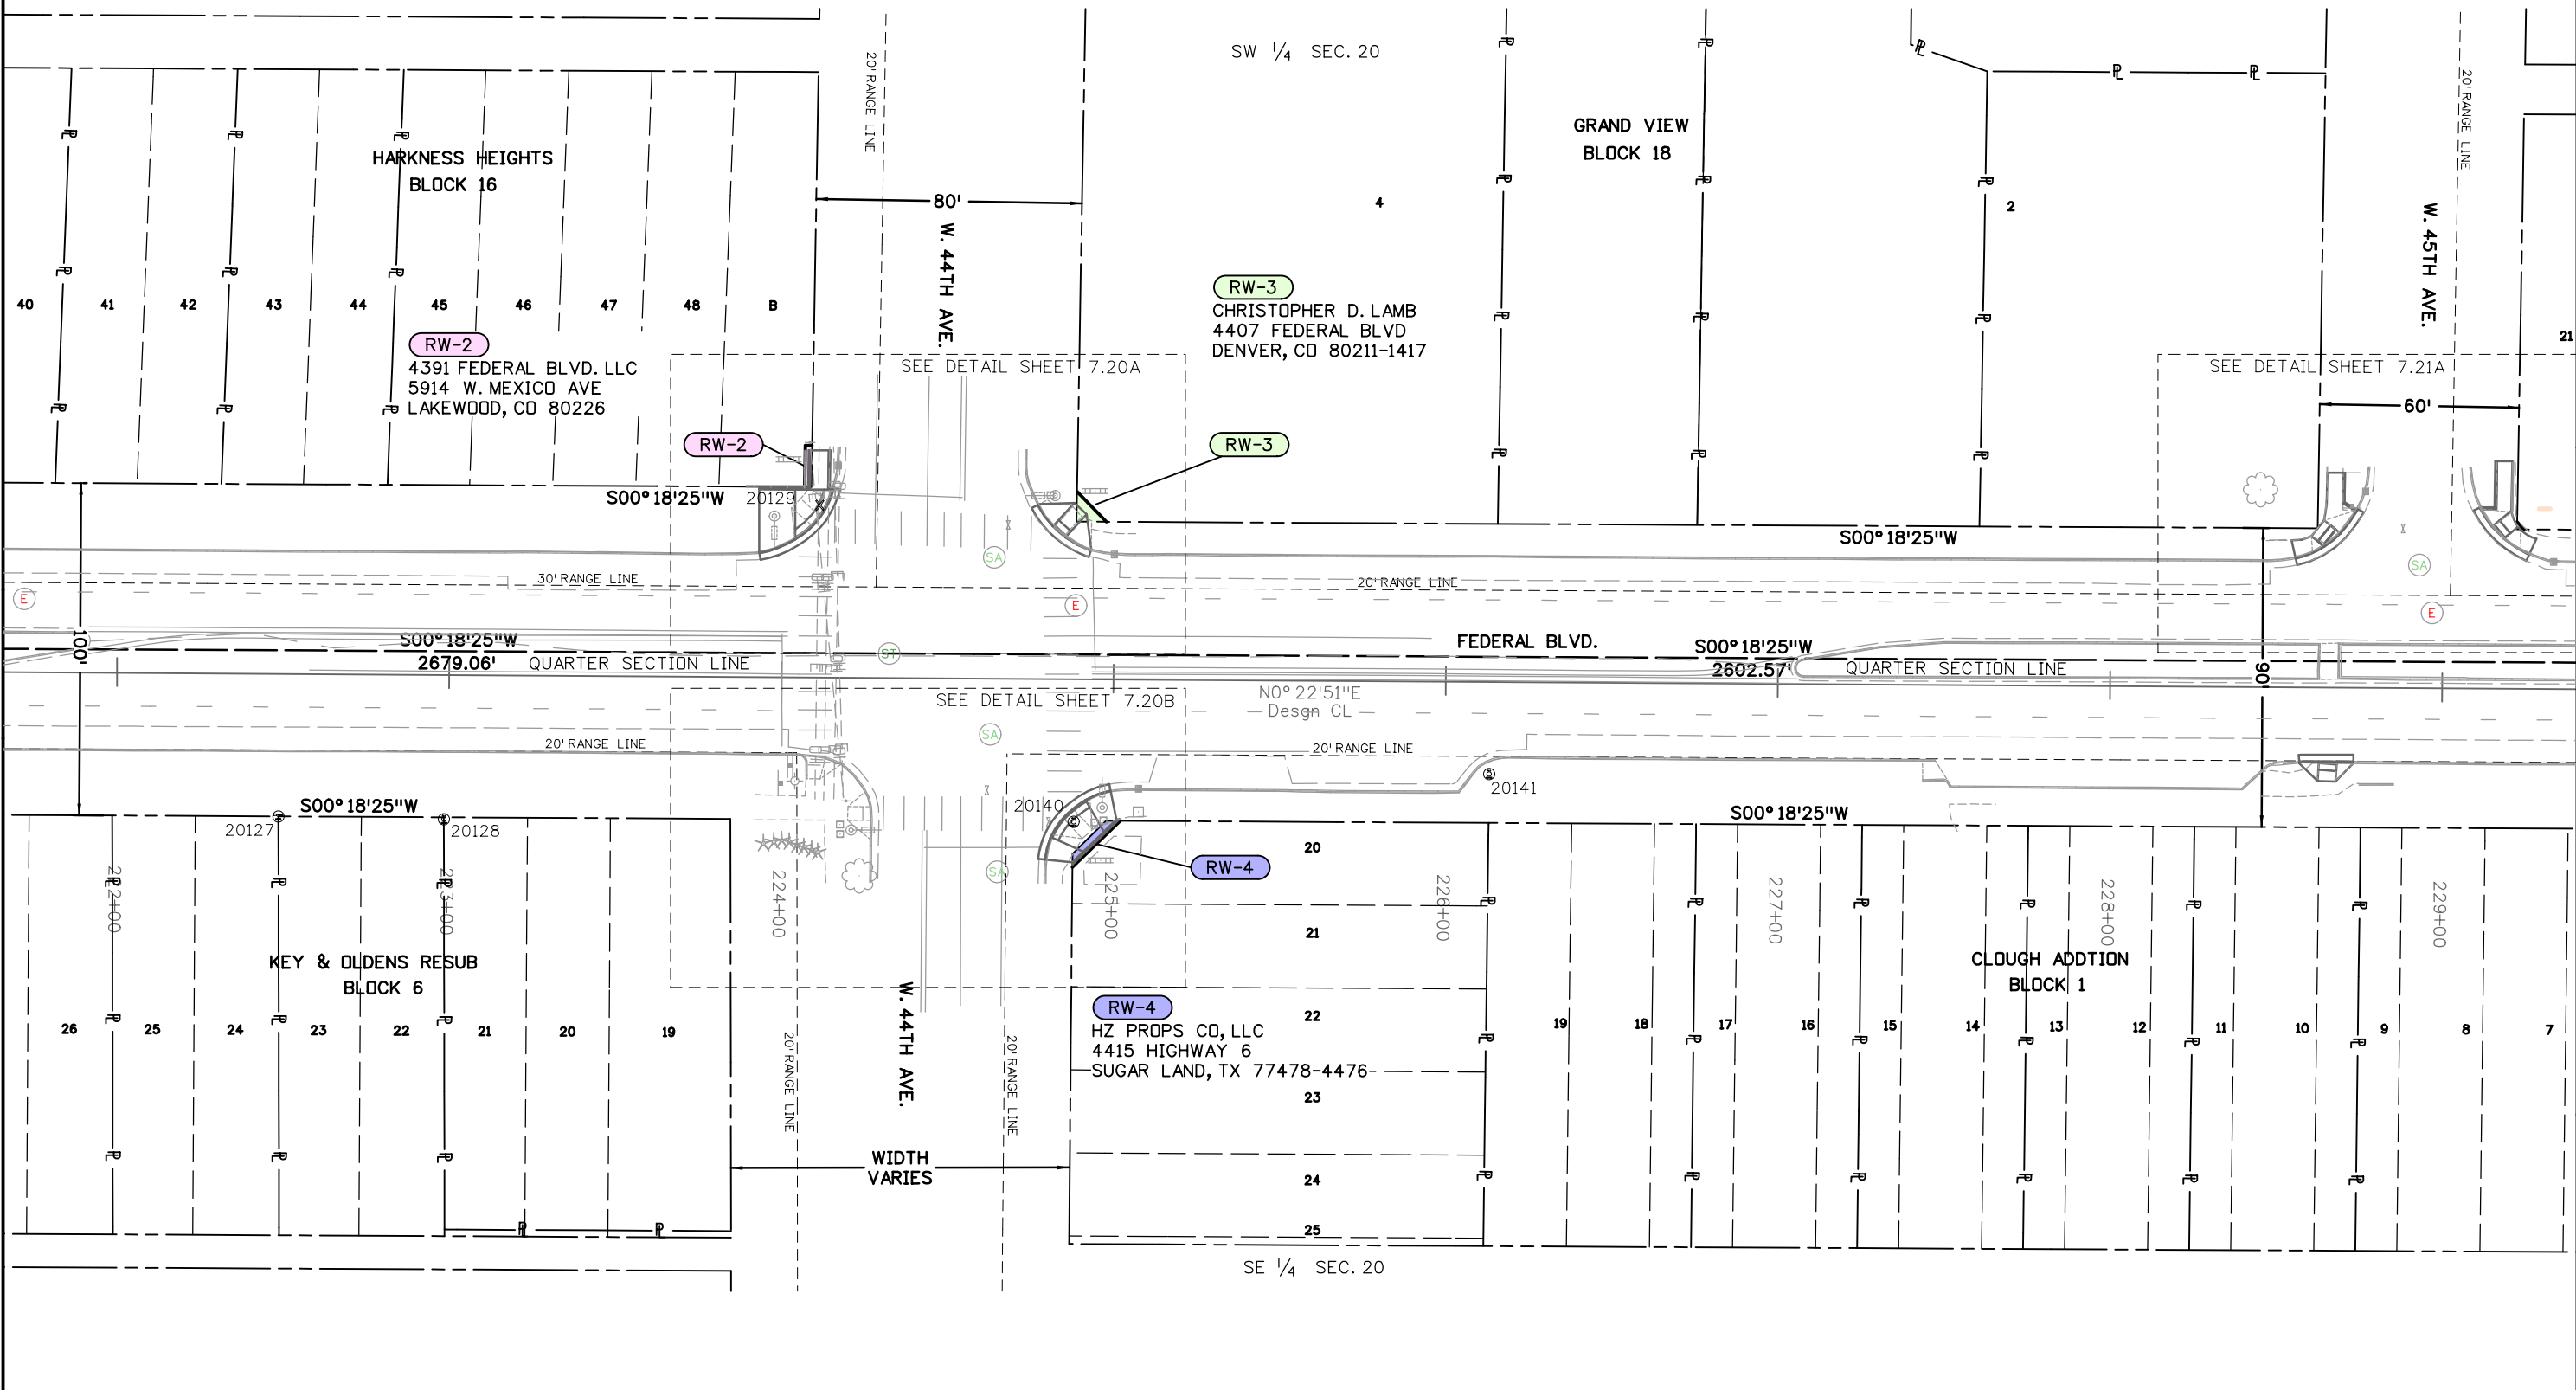 SW 1/4 SEC. 20
20' RANGE LINE
20' RANGE LINE
HARKNESS HEIGHTS
BLOCK 16
GRAND VIEW
BLOCK 18
80'
W. 44TH AVE.
4
2
W. 45TH AVE.
40
41
42
43
44
45
46
47
48
B
21
RW-2
4391 FEDERAL BLVD. LLC
5914 W. MEXICO AVE
LAKEWOOD, CO 80226
RW-3
CHRISTOPHER D. LAMB
4407 FEDERAL BLVD
DENVER, CO 80211-1417
SEE DETAIL SHEET 7.20A
SEE DETAIL SHEET 7.21A
60'
RW-2
RW-3
S00°18'25"W
20129
S00°18'25"W
SA
SA
30' RANGE LINE
20' RANGE LINE
E
E
E
100'
S00°18'25"W
2679.06'
QUARTER SECTION LINE
ST
FEDERAL BLVD.
S00°18'25"W
2602.57'
QUARTER SECTION LINE
90'
SEE DETAIL SHEET 7.20B
N0°22'51"E
Desgn CL
SA
20' RANGE LINE
20' RANGE LINE
20141
S00°18'25"W
20140
S00°18'25"W
20127
20128
SA
RW-4
20
222+00
223+00
224+00
225+00
226+00
227+00
228+00
229+00
21
KEY & OLDENS RESUB
BLOCK 6
CLOUGH ADDTION
BLOCK 1
W. 44TH AVE.
RW-4
HZ PROPS CO, LLC
4415 HIGHWAY 6
SUGAR LAND, TX 77478-4476
22
26
25
24
23
22
21
20
19
19
18
17
16
15
14
13
12
11
10
9
8
7
20' RANGE LINE
20' RANGE LINE
23
WIDTH
VARIES
24
25
SE 1/4 SEC. 20